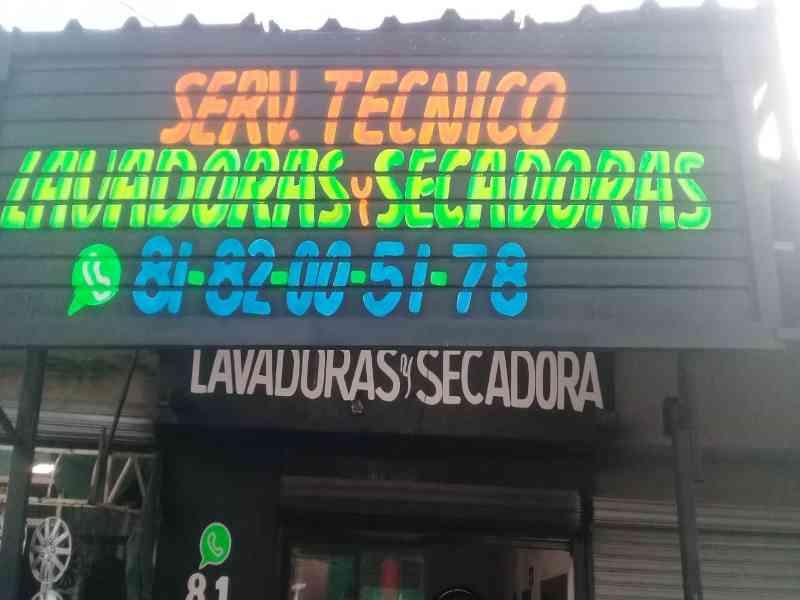 SERV. TECNICO
LAVADORAS Y SECADORAS
81-82-00-51-78
LAVADORAS Y SECADORA
81